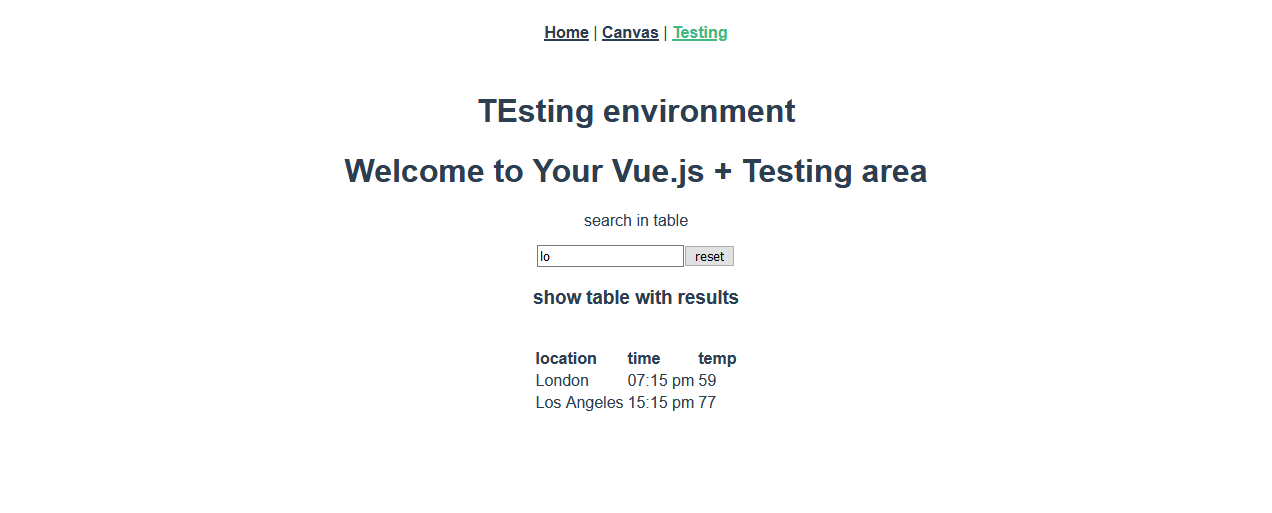 Home | Canvas | Testing
TEsting environment
Welcome to Your Vue.js + Testing area
search in table
lo reset
show table with results
location time temp
London 07:15 pm 59
Los Angeles 15:15 pm 77